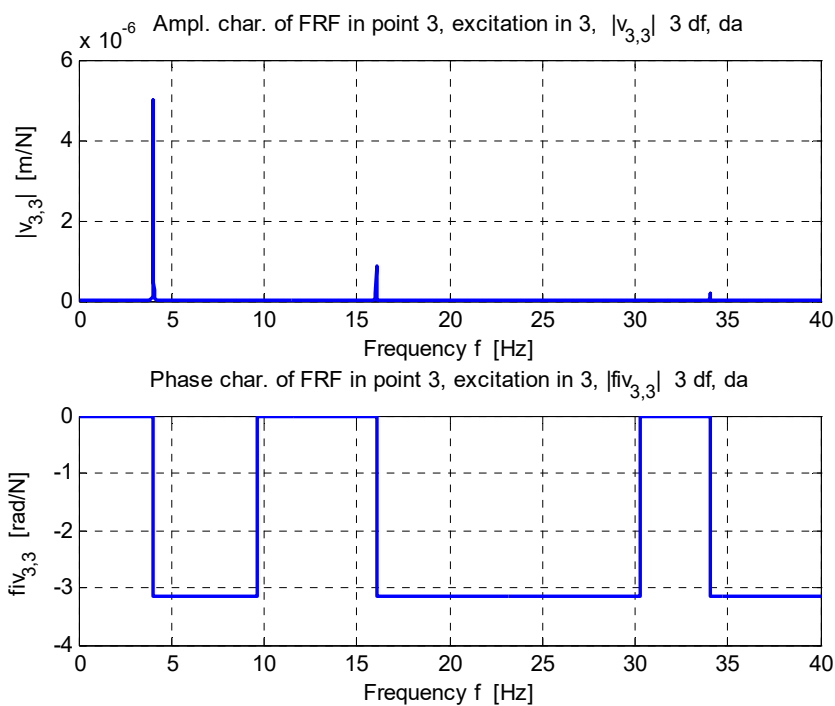 Ampl. char. of FRF in point 3, excitation in 3, |v3,3| 3 df, da
x 10-6
6
4
2
0
|v3,3| [m/N]
0 5 10 15 20 25 30 35 40
Frequency f [Hz]
Phase char. of FRF in point 3, excitation in 3, |fiv3,3| 3 df, da
0
-1
-2
-3
-4
fiv3,3 [rad/N]
0 5 10 15 20 25 30 35 40
Frequency f [Hz]